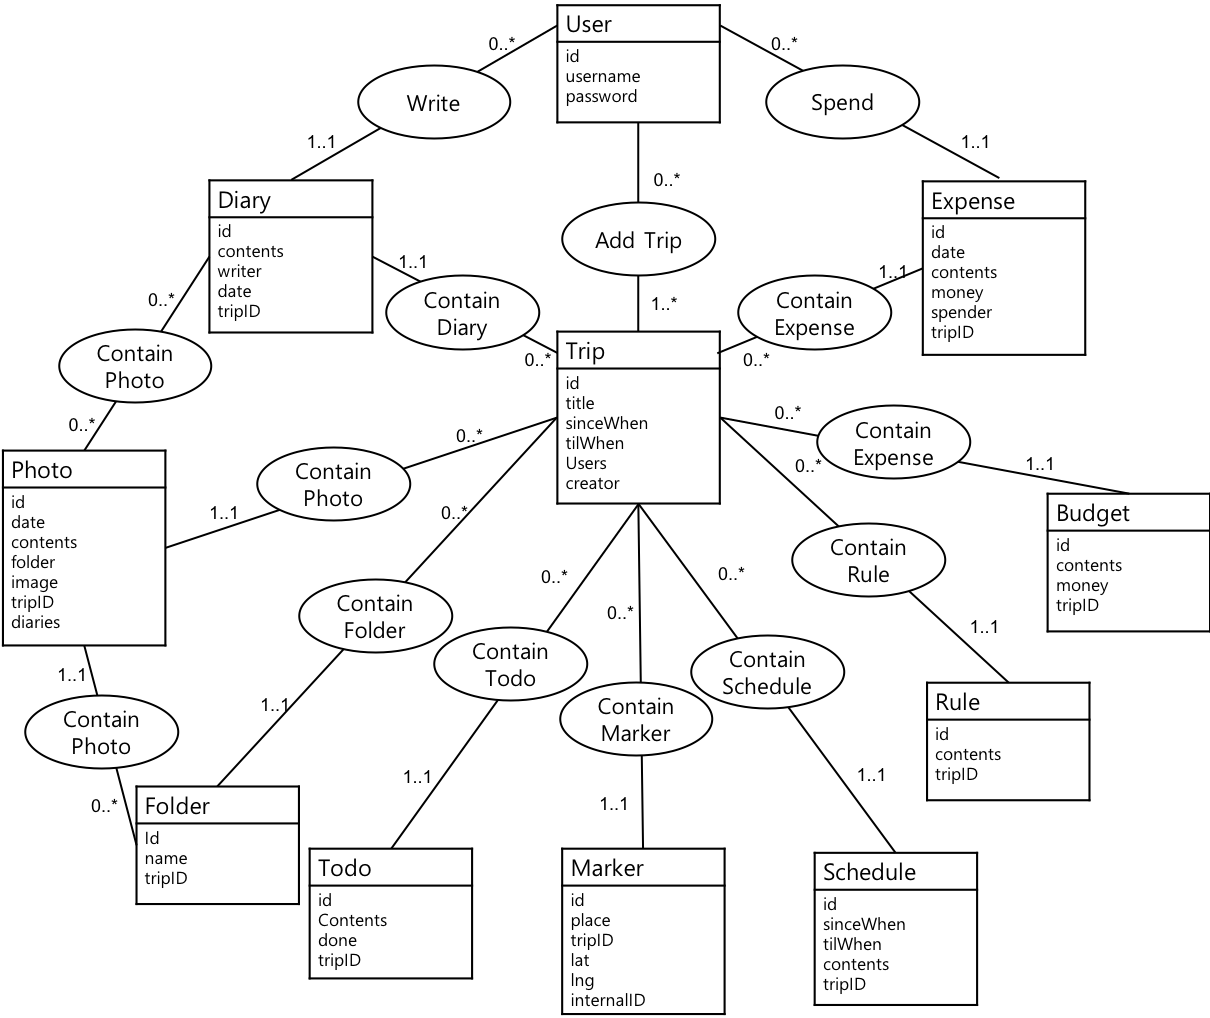 User
id
username
password
0..*
0..*
Write
Spend
1..1
1..1
Diary
id
contents
writer
date
tripID
0..*
Add Trip
1..*
Expense
id
date
contents
money
spender
tripID
1..1
Contain
Diary
0..*
1..1
Contain
Expense
0..*
0..*
Contain
Photo
0..*
Trip
id
title
sinceWhen
tilWhen
Users
creator
0..*
Contain
Expense
1..1
Photo
id
date
contents
folder
image
tripID
diaries
0..*
Contain
Photo
1..1
0..*
Contain
Rule
1..1
Budget
id
contents
money
tripID
0..*
Contain
Folder
1..1
0..*
Contain
Todo
1..1
0..*
Contain
Marker
1..1
0..*
Contain
Schedule
1..1
1..1
Contain
Photo
0..*
Rule
id
contents
tripID
Folder
Id
name
tripID
Todo
id
Contents
done
tripID
Marker
id
place
tripID
lat
lng
internalID
Schedule
id
sinceWhen
tilWhen
contents
tripID